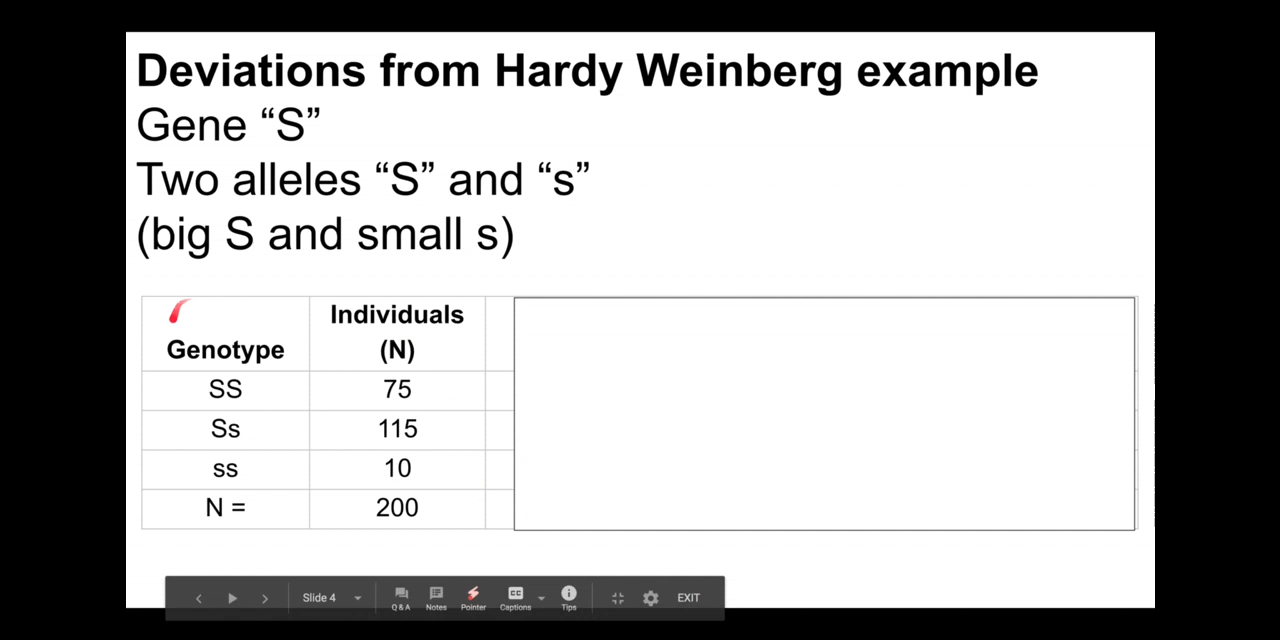 Deviations from Hardy Weinberg example
Gene “S”
Two alleles “S” and “s”
(big S and small s)
Genotype Individuals (N)
SS 75
Ss 115
ss 10
N = 200
Slide 4 Q & A Notes Pointer CC Captions Tips EXIT